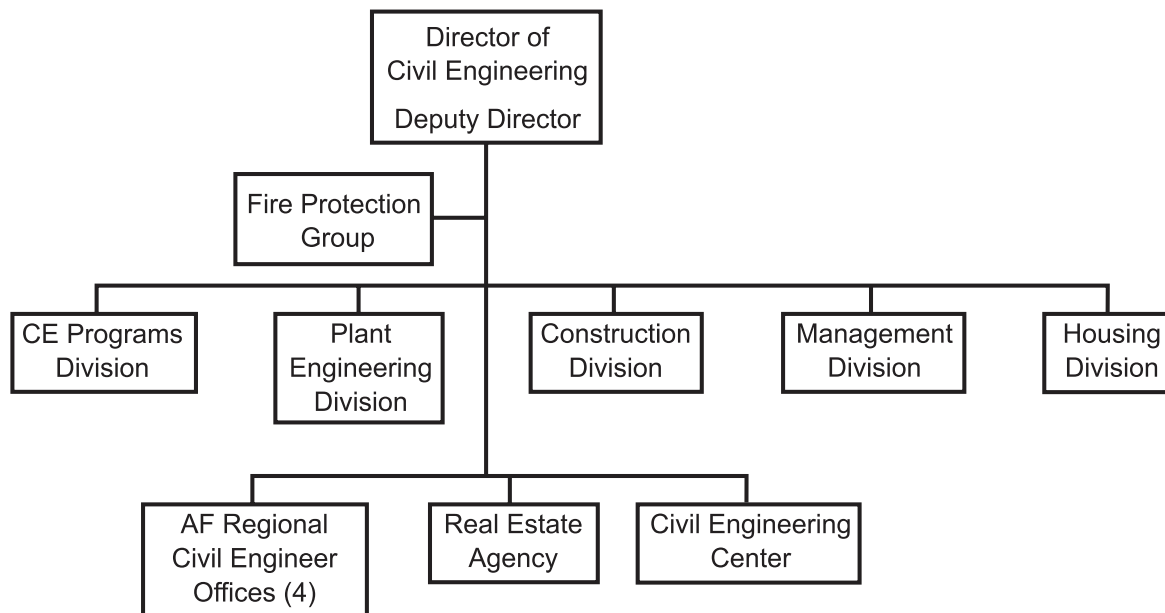 Director of
Civil Engineering
Deputy Director
Fire Protection
Group
CE Programs
Division
Plant
Engineering
Division
Construction
Division
Management
Division
Housing
Division
AF Regional
Civil Engineer
Offices (4)
Real Estate
Agency
Civil Engineering
Center